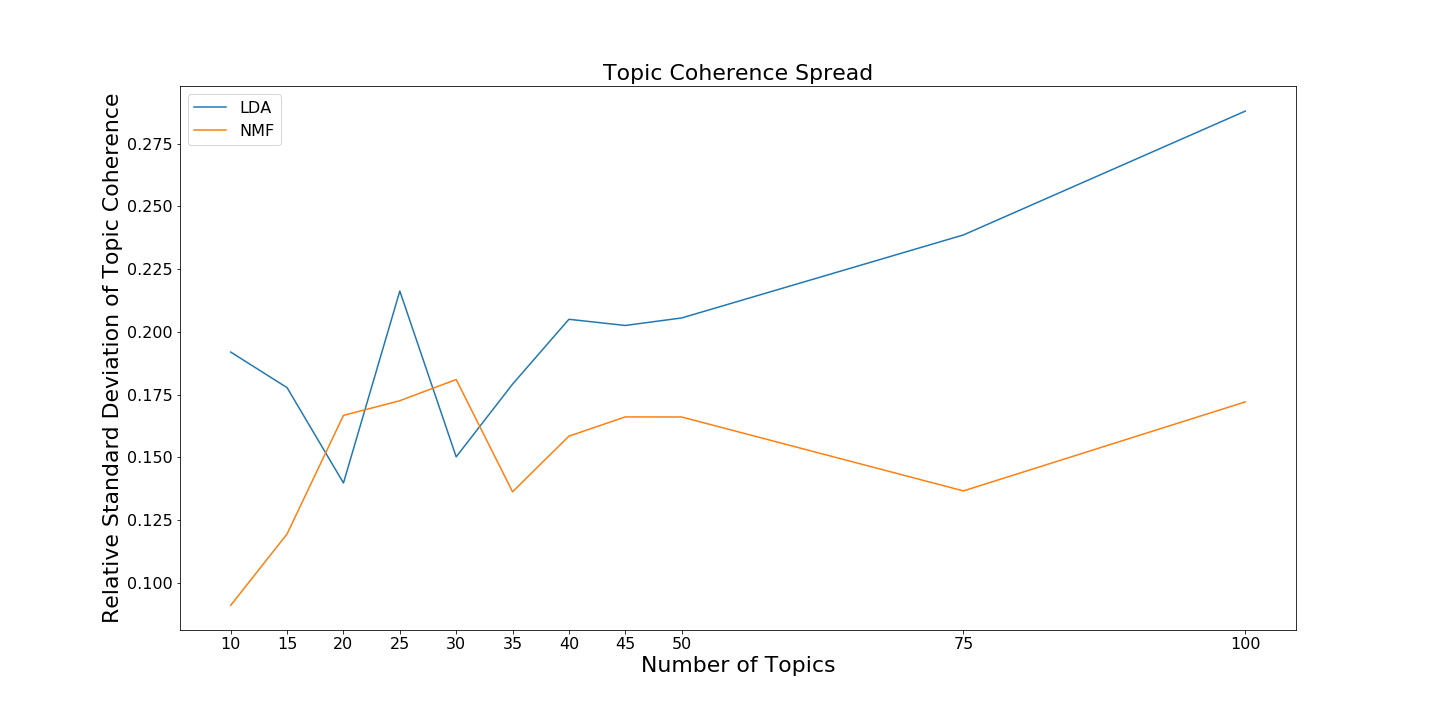 Topic Coherence Spread
LDA
NMF
Relative Standard Deviation of Topic Coherence
0.275
0.250
0.225
0.200
0.175
0.150
0.125
0.100
10 15 20 25 30 35 40 45 50 75 100
Number of Topics